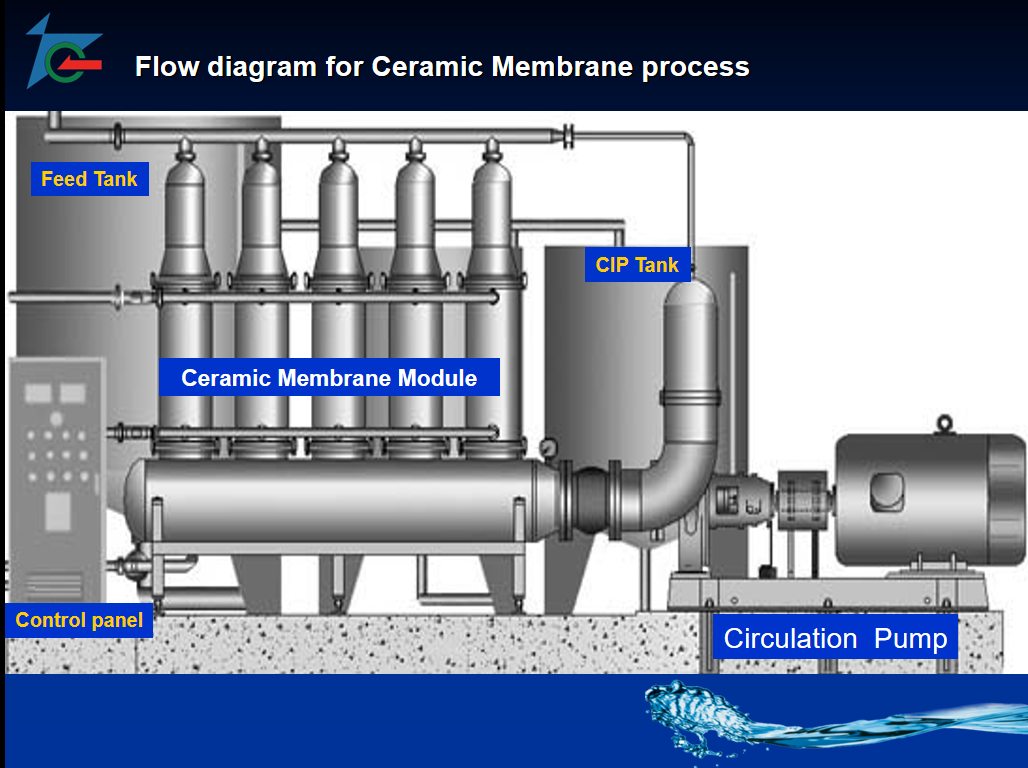 Flow diagram for Ceramic Membrane process
Feed Tank
CIP Tank
Ceramic Membrane Module
Control panel
Circulation Pump